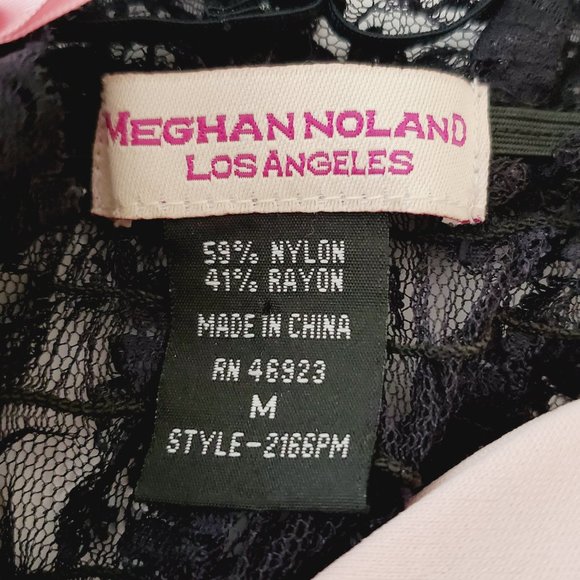 MEGHAN NOLAND
LOS ANGELES
59% NYLON
41% RAYON
MADE IN CHINA
RN 46923
M
STYLE-2166PM